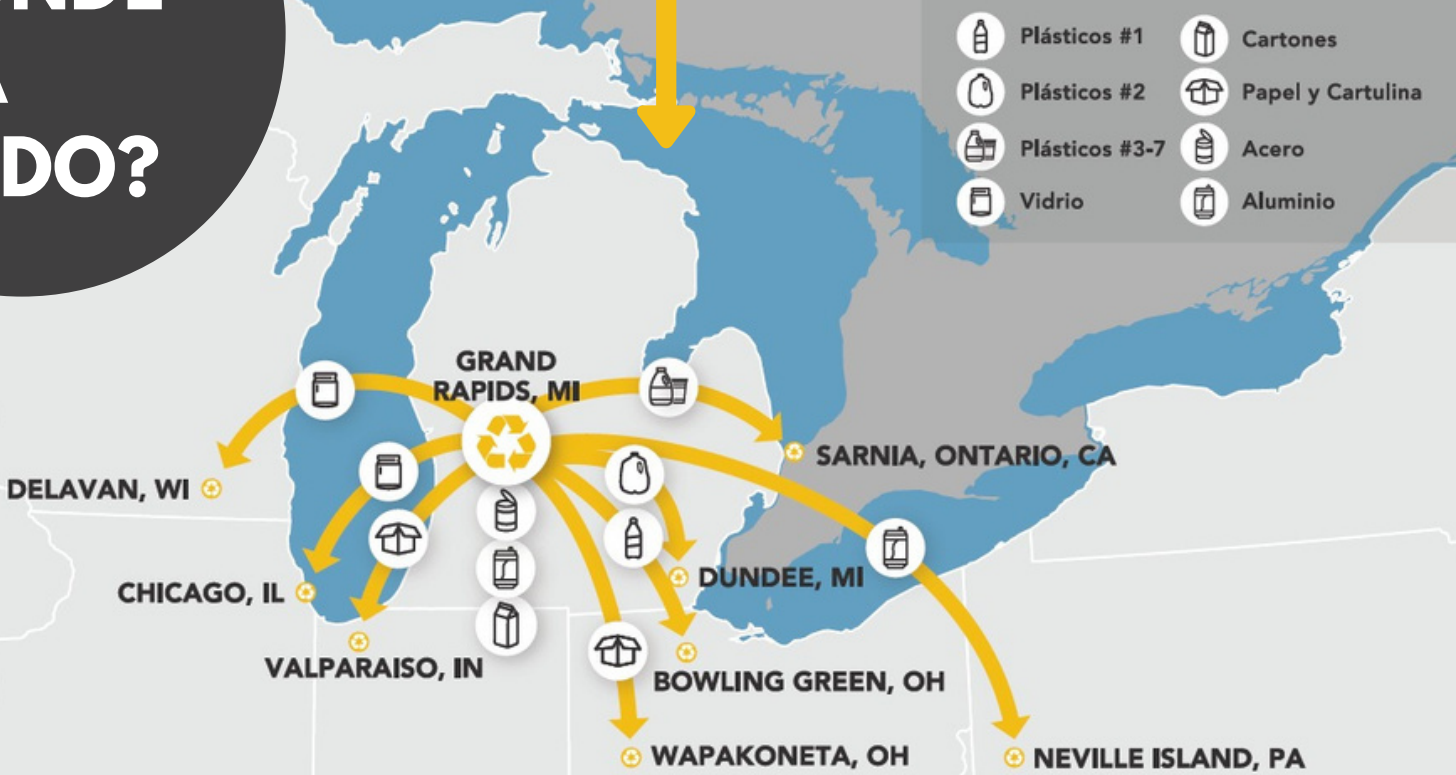 DO?
Plásticos #1
Cartones
Plásticos #2
Papel y Cartulina
Plásticos #3-7
Acero
Vidrio
Aluminio
GRAND
RAPIDS, MI
SARNIA, ONTARIO, CA
DELAVAN, WI
DUNDEE, MI
CHICAGO, IL
VALPARAISO, IN
BOWLING GREEN, OH
WAPAKONETA, OH
NEVILLE ISLAND, PA